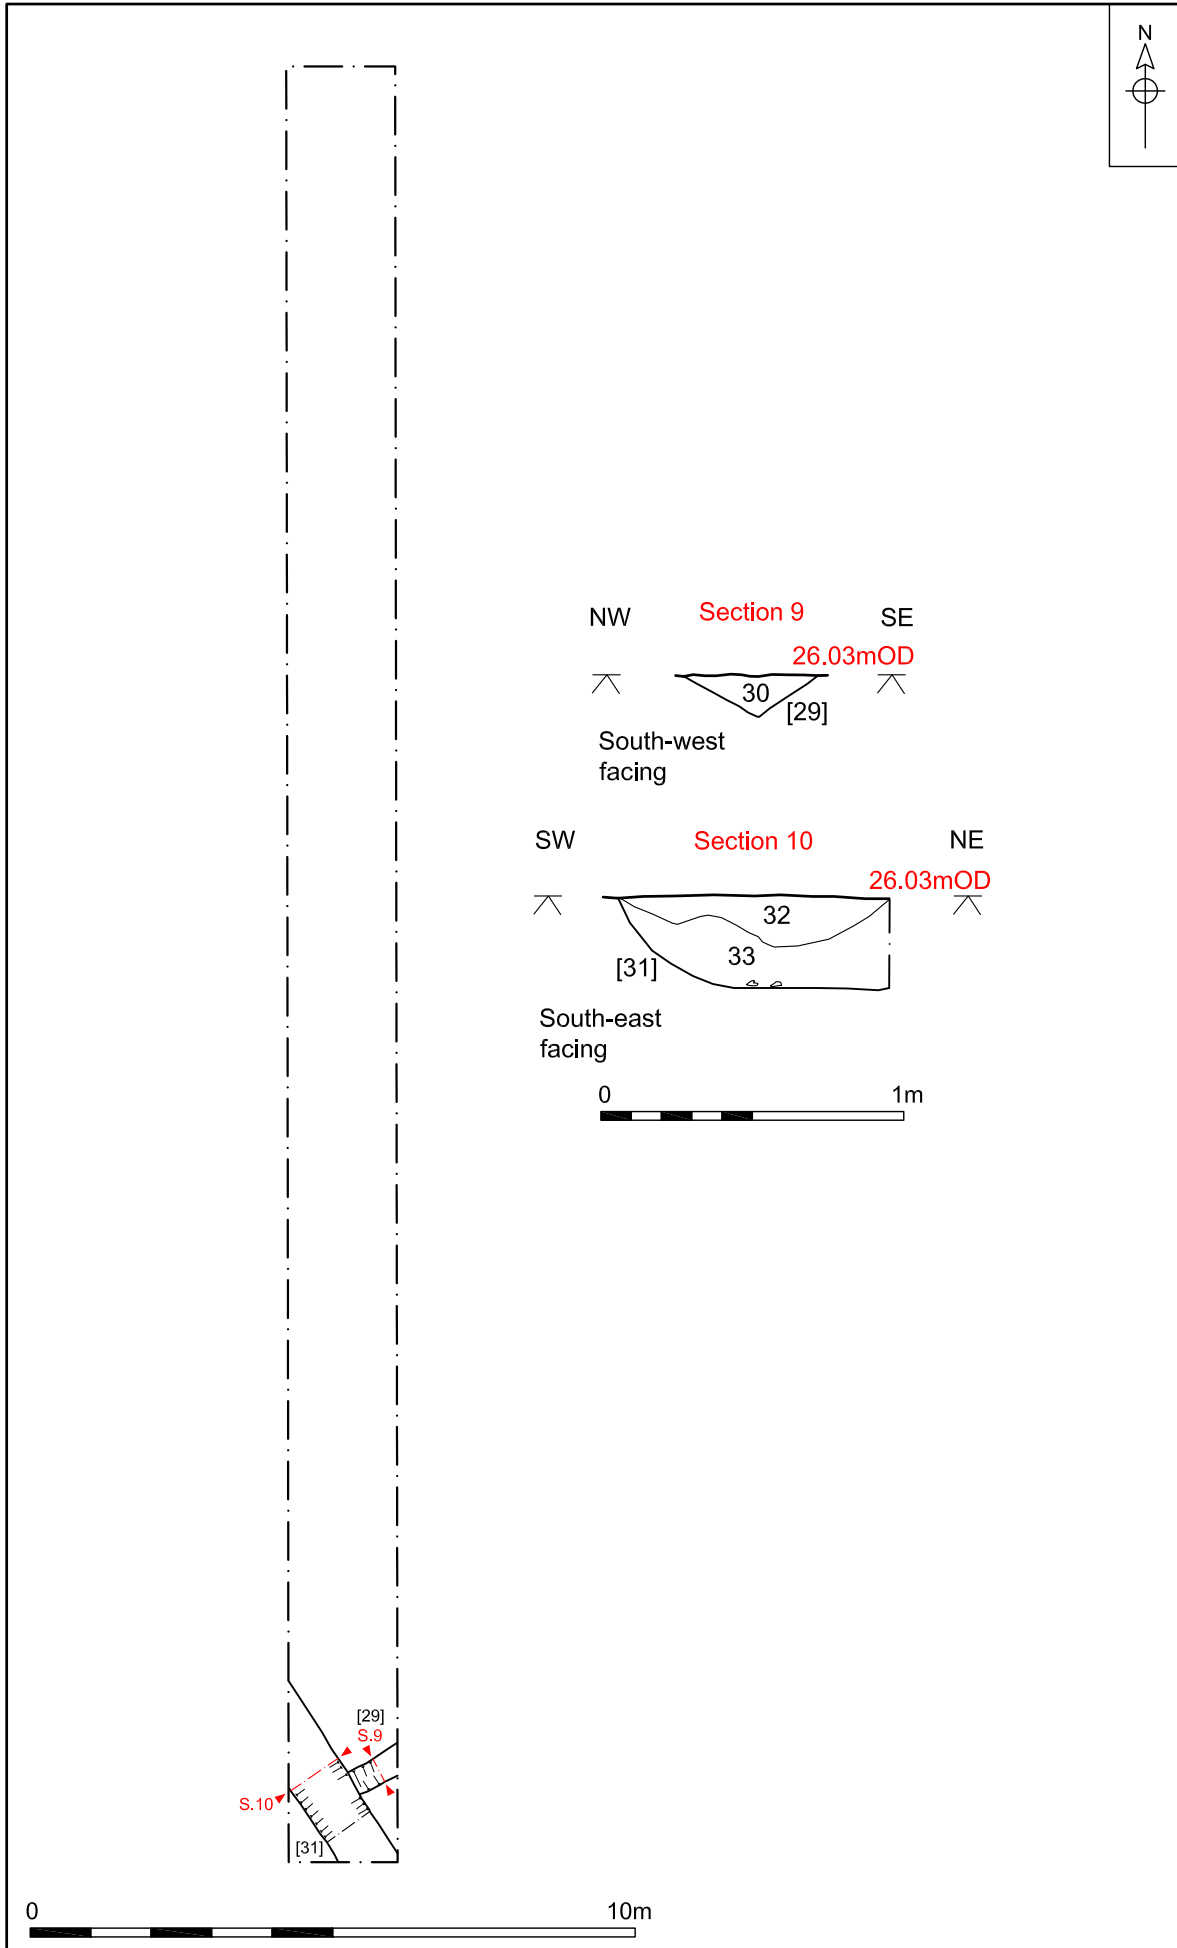 N
NW Section 9 SE
26.03mOD
30
[29]
South-west
facing
SW Section 10 NE
26.03mOD
32
33
[31]
South-east
facing
0 1m
[29]
S.9
S.10
[31]
0 10m